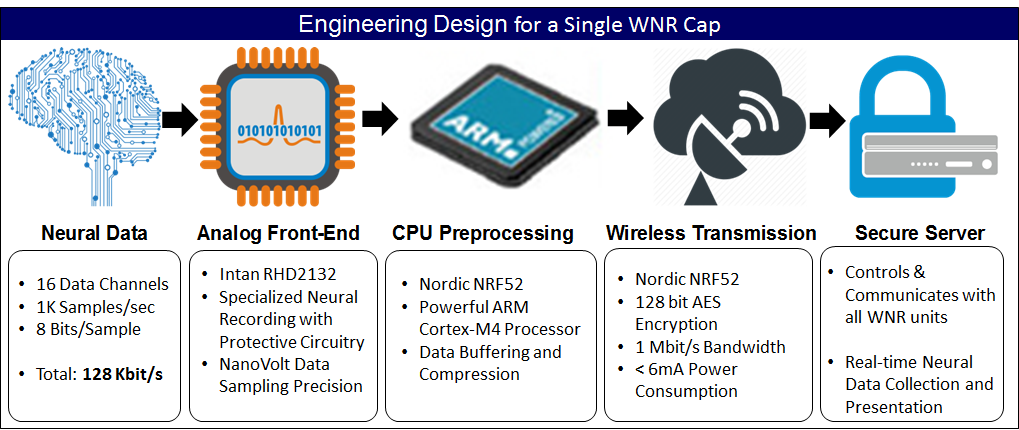 Engineering Design for a Single WNR Cap
010101010101
ARM
POWERED
Neural Data
Analog Front-End
CPU Preprocessing
Wireless Transmission
Secure Server
• 16 Data Channels
• 1K Samples/sec
• 8 Bits/Sample
• Total: 128 Kbit/s
• Intan RHD2132
• Specialized Neural
Recording with
Protective Circuitry
• NanoVolt Data
Sampling Precision
• Nordic NRF52
• Powerful ARM
Cortex-M4 Processor
• Data Buffering and
Compression
• Nordic NRF52
• 128 bit AES
Encryption
• 1 Mbit/s Bandwidth
• < 6mA Power
Consumption
• Controls &
Communicates with
all WNR units
• Real-time Neural
Data Collection and
Presentation